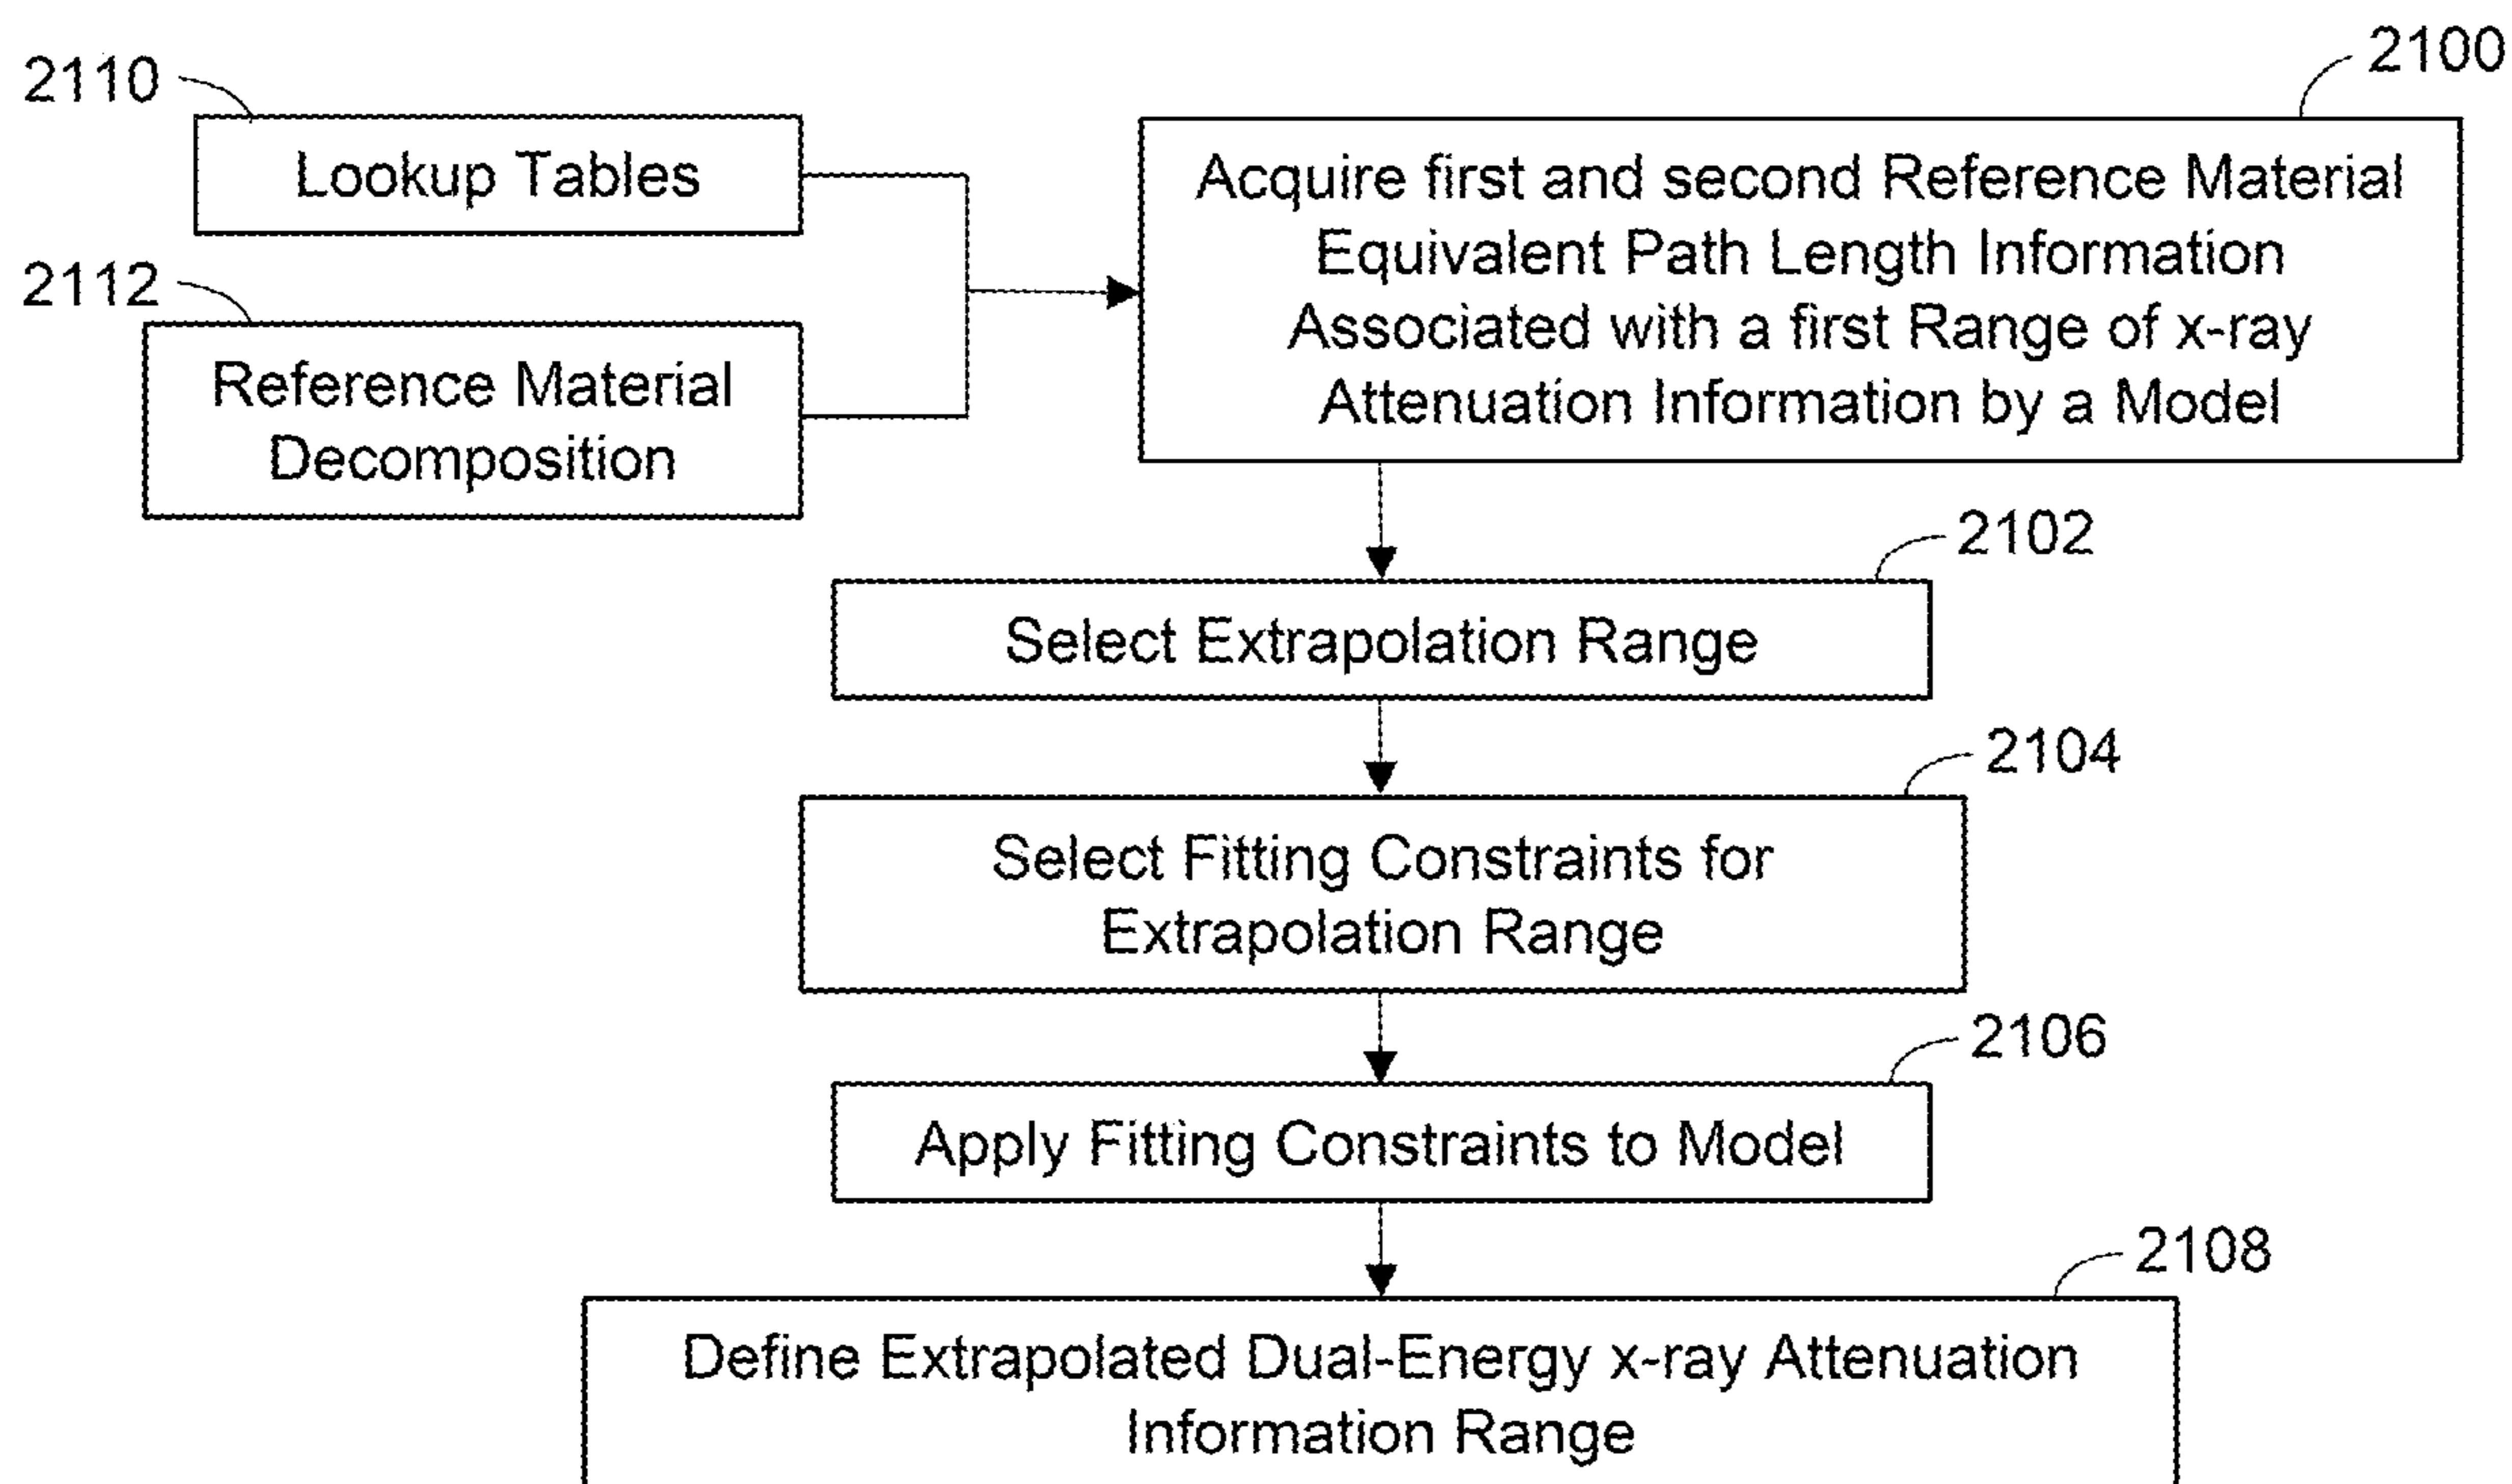 2110
Lookup Tables
2112
Reference Material
Decomposition
2100
Acquire first and second Reference Material
Equivalent Path Length Information
Associated with a first Range of x-ray
Attenuation Information by a Model
2102
Select Extrapolation Range
2104
Select Fitting Constraints for
Extrapolation Range
2106
Apply Fitting Constraints to Model
2108
Define Extrapolated Dual-Energy x-ray Attenuation
Information Range